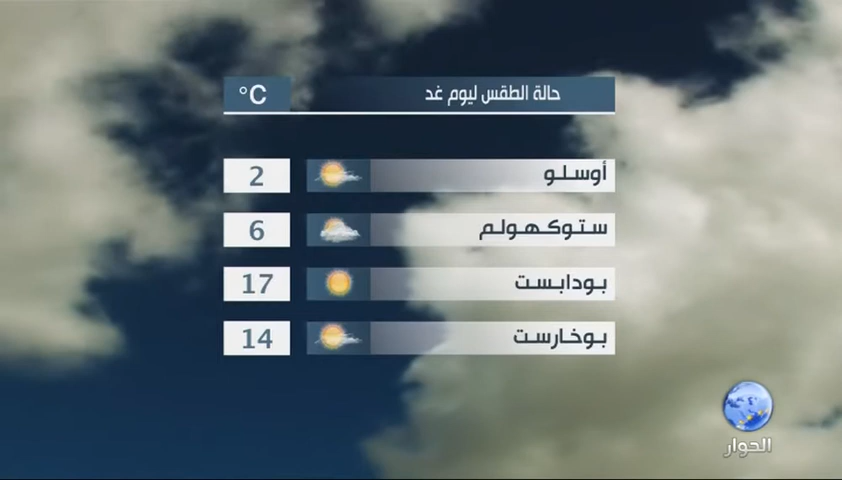 حالة الطقس ليوم غد °C
أوسلو 2
ستوكهولم 6
بودابست 17
بوخارست 14
الحوار